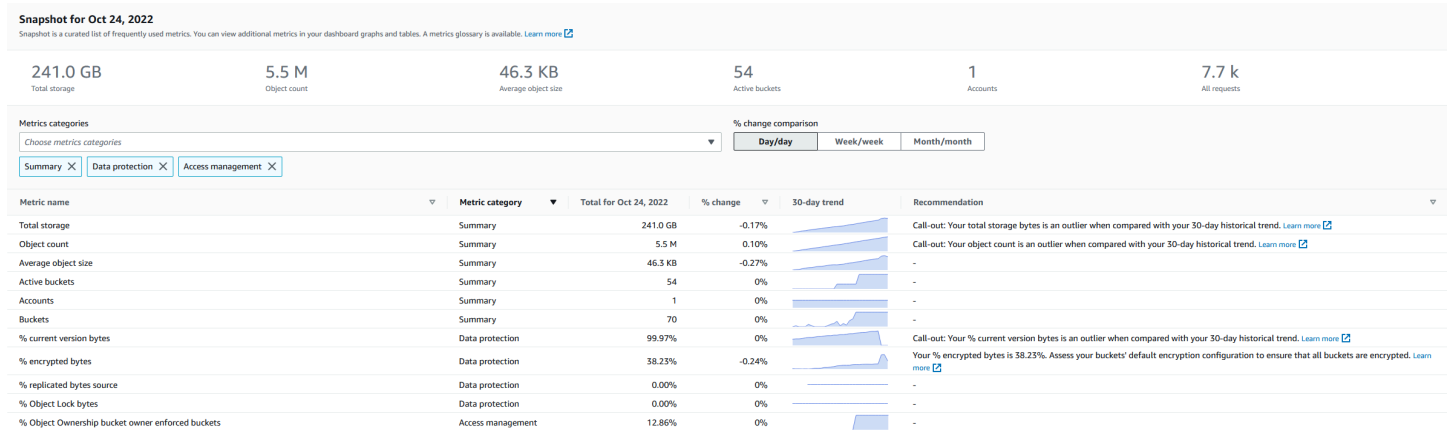 Snapshot for Oct 24, 2022
Snapshot is a curated list of frequently used metrics. You can view additional metrics in your dashboard graphs and tables. A metrics glossary is available. Learn more
241.0 GB 5.5 M 46.3 KB 54 1 7.7 k
Total storage Object count Average object size Active buckets Accounts All requests
Metrics categories % change comparison
Choose metrics categories Day/day Week/week Month/month
Summary Data protection Access management
Metric name Metric category Total for Oct 24, 2022 % change 30-day trend Recommendation
Total storage Summary 241.0 GB -0.17% Call-out: Your total storage bytes is an outlier when compared with your 30-day historical trend. Learn more
Object count Summary 5.5 M 0.10% Call-out: Your object count is an outlier when compared with your 30-day historical trend. Learn more
Average object size Summary 46.3 KB -0.27% -
Active buckets Summary 54 0% -
Accounts Summary 1 0% -
Buckets Summary 70 0% -
% current version bytes Data protection 99.97% 0% Call-out: Your % current version bytes is an outlier when compared with your 30-day historical trend. Learn more
% encrypted bytes Data protection 38.23% -0.24% Your % encrypted bytes is 38.23%. Assess your buckets' default encryption configuration to ensure that all buckets are encrypted. Learn
more
% replicated bytes source Data protection 0.00% 0% -
% Object Lock bytes Data protection 0.00% 0% -
% Object Ownership bucket owner enforced buckets Access management 12.86% 0% -